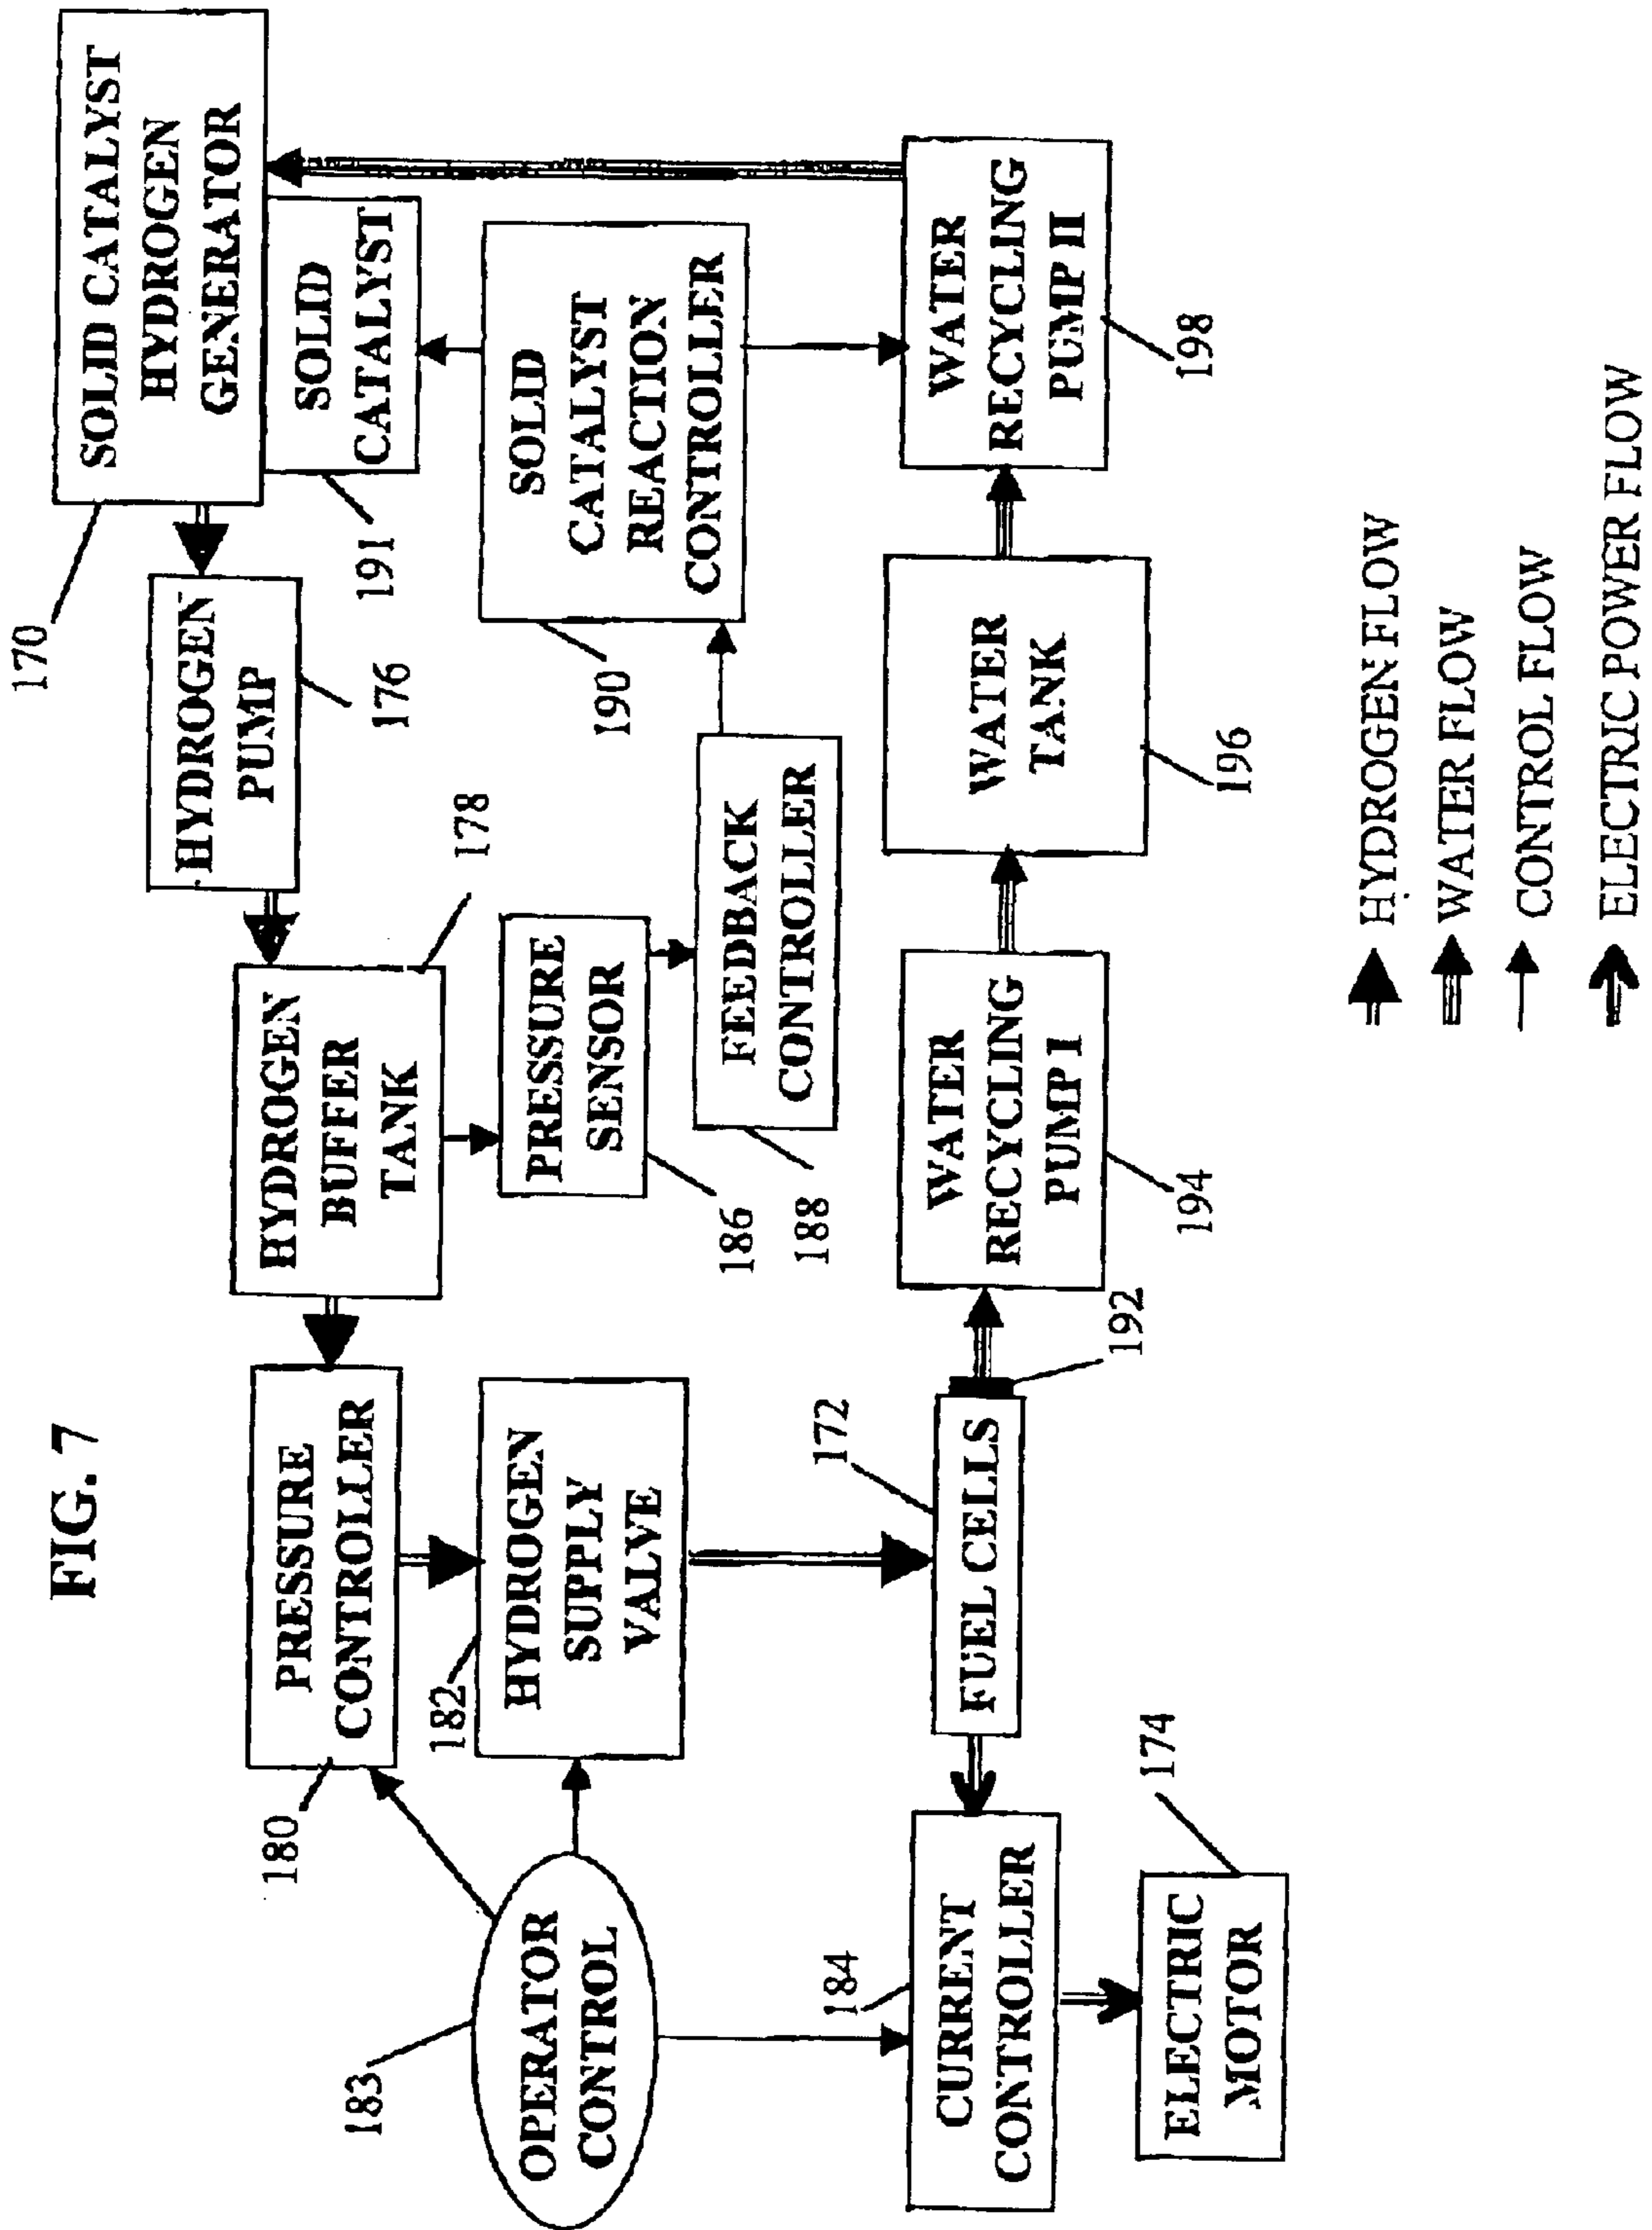 FIG. 7
180
PRESSURE
CONTROLLER
HYDROGEN
BUFFER
TANK
178
HYDROGEN
PUMP
176
170
SOLID CATALYST
HYDROGEN
GENERATOR
SOLID
CATALYST
191
183
OPERATOR
CONTROL
182
HYDROGEN
SUPPLY
VALVE
PRESSURE
SENSOR
186
FEEDBACK
CONTROLLER
188
190
SOLID
CATALYST
REACTION
CONTROLLER
184
CURRENT
CONTROLLER
172
FUEL CELLS
192
WATER
RECYCLING
PUMP I
194
WATER
TANK
196
WATER
RECYCLING
PUMP II
198
174
ELECTRIC
MOTOR
HYDROGEN FLOW
WATER FLOW
CONTROL FLOW
ELECTRIC POWER FLOW